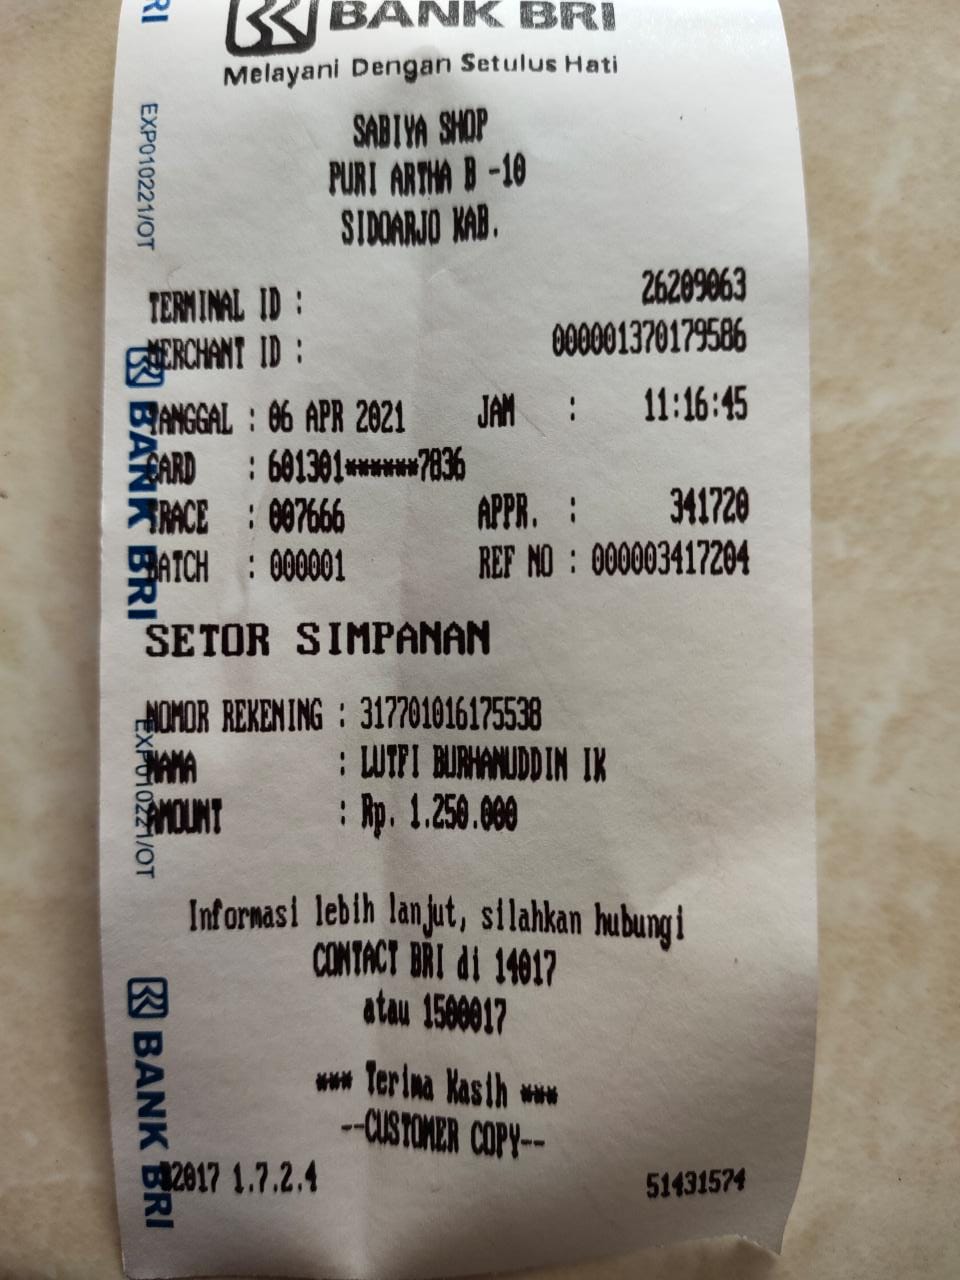 BANK BRI
Melayani Dengan Setulus Hati
SABIYA SHOP
PURI ARTHA B -10
SIDOARJO KAB.
TERMINAL ID : 26209063
MERCHANT ID : 000001370179586
TANGGAL : 06 APR 2021 JAM : 11:16:45
CARD : 601301******7836
TRACE : 007666 APPR. : 341720
BATCH : 000001 REF NO : 000003417204
SETOR SIMPANAN
NOMOR REKENING : 317701016175538
NAMA : LUTFI BURHANUDDIN IK
AMOUNT : Rp. 1.250.000
Informasi lebih lanjut, silahkan hubungi
CONTACT BRI di 14017
atau 1500017
*** Terima Kasih ***
--CUSTOMER COPY--
2017 1.7.2.4 51431574
RI
EXP010221/OT
BANK BRI
EXP010221/OT
BANK BRI